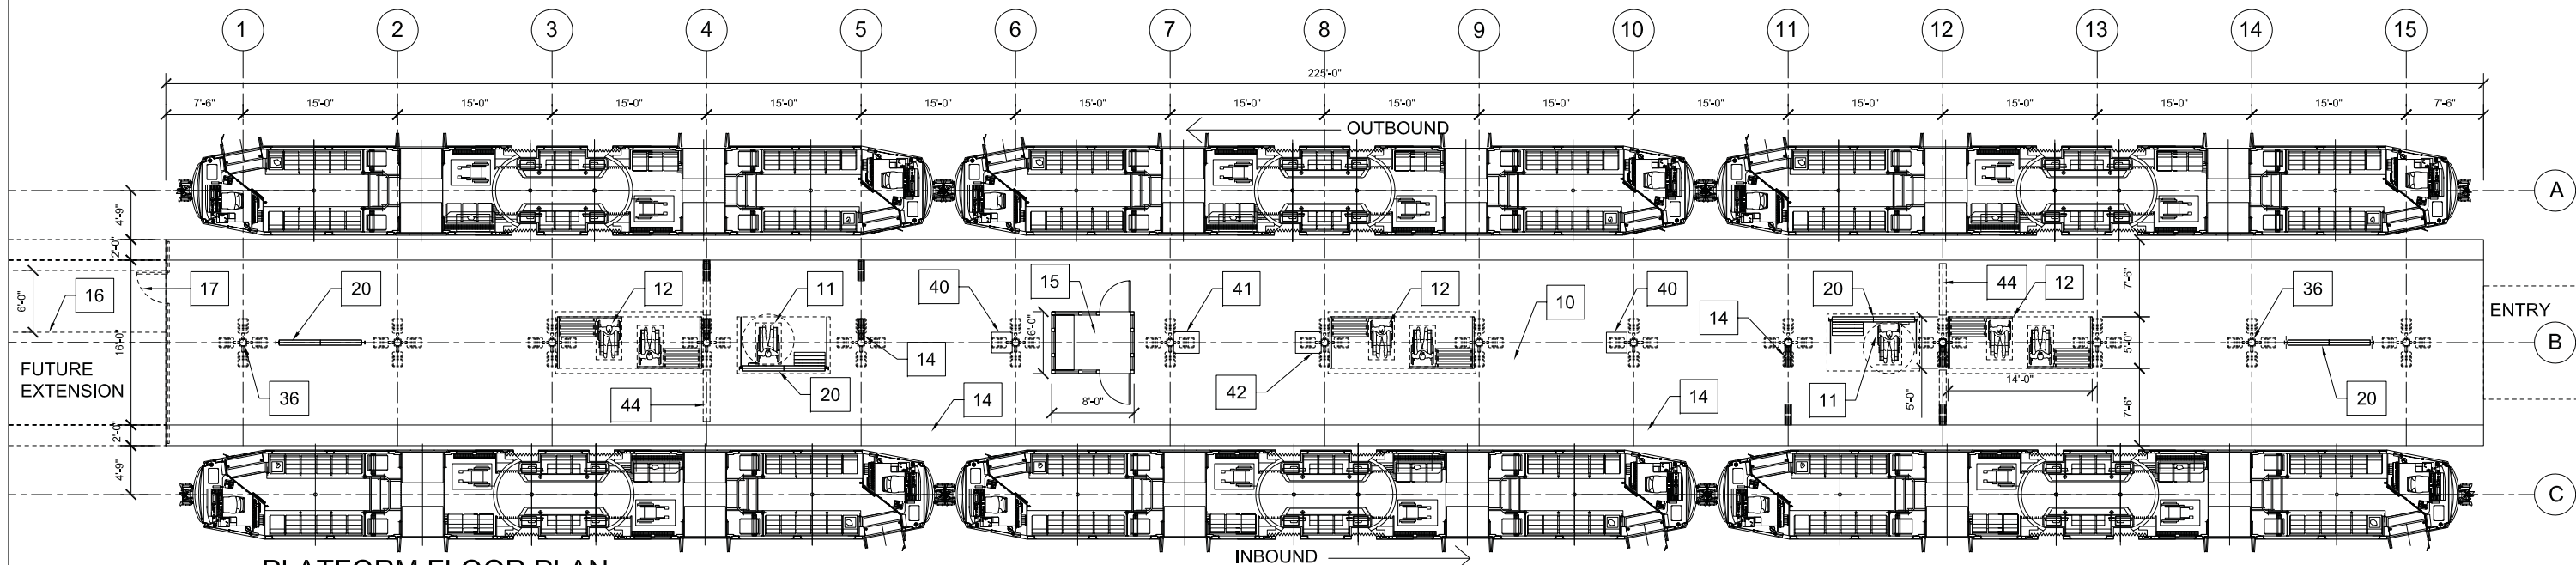 1 2 3 4 5 6 7 8 9 10 11 12 13 14 15
225'-0"
7'-6" 15'-0" 15'-0" 15'-0" 15'-0" 15'-0" 15'-0" 15'-0" 15'-0" 15'-0" 15'-0" 15'-0" 15'-0" 15'-0" 15'-0" 7'-6"
OUTBOUND
A
4'-9"
2'-0"
16 17 20 12 11 40 15 41 12 10 40 20 44 12 36
6'-0"
6'-0"
7'-6"
ENTRY
14
B
16'-0"
5'-0"
14
FUTURE
EXTENSION
36 44 20 14 42 14 11 20
8'-0"
5'-0"
14'-0"
7'-6"
2'-0"
4'-9"
C
INBOUND
PLATFORM FLOOR PLAN